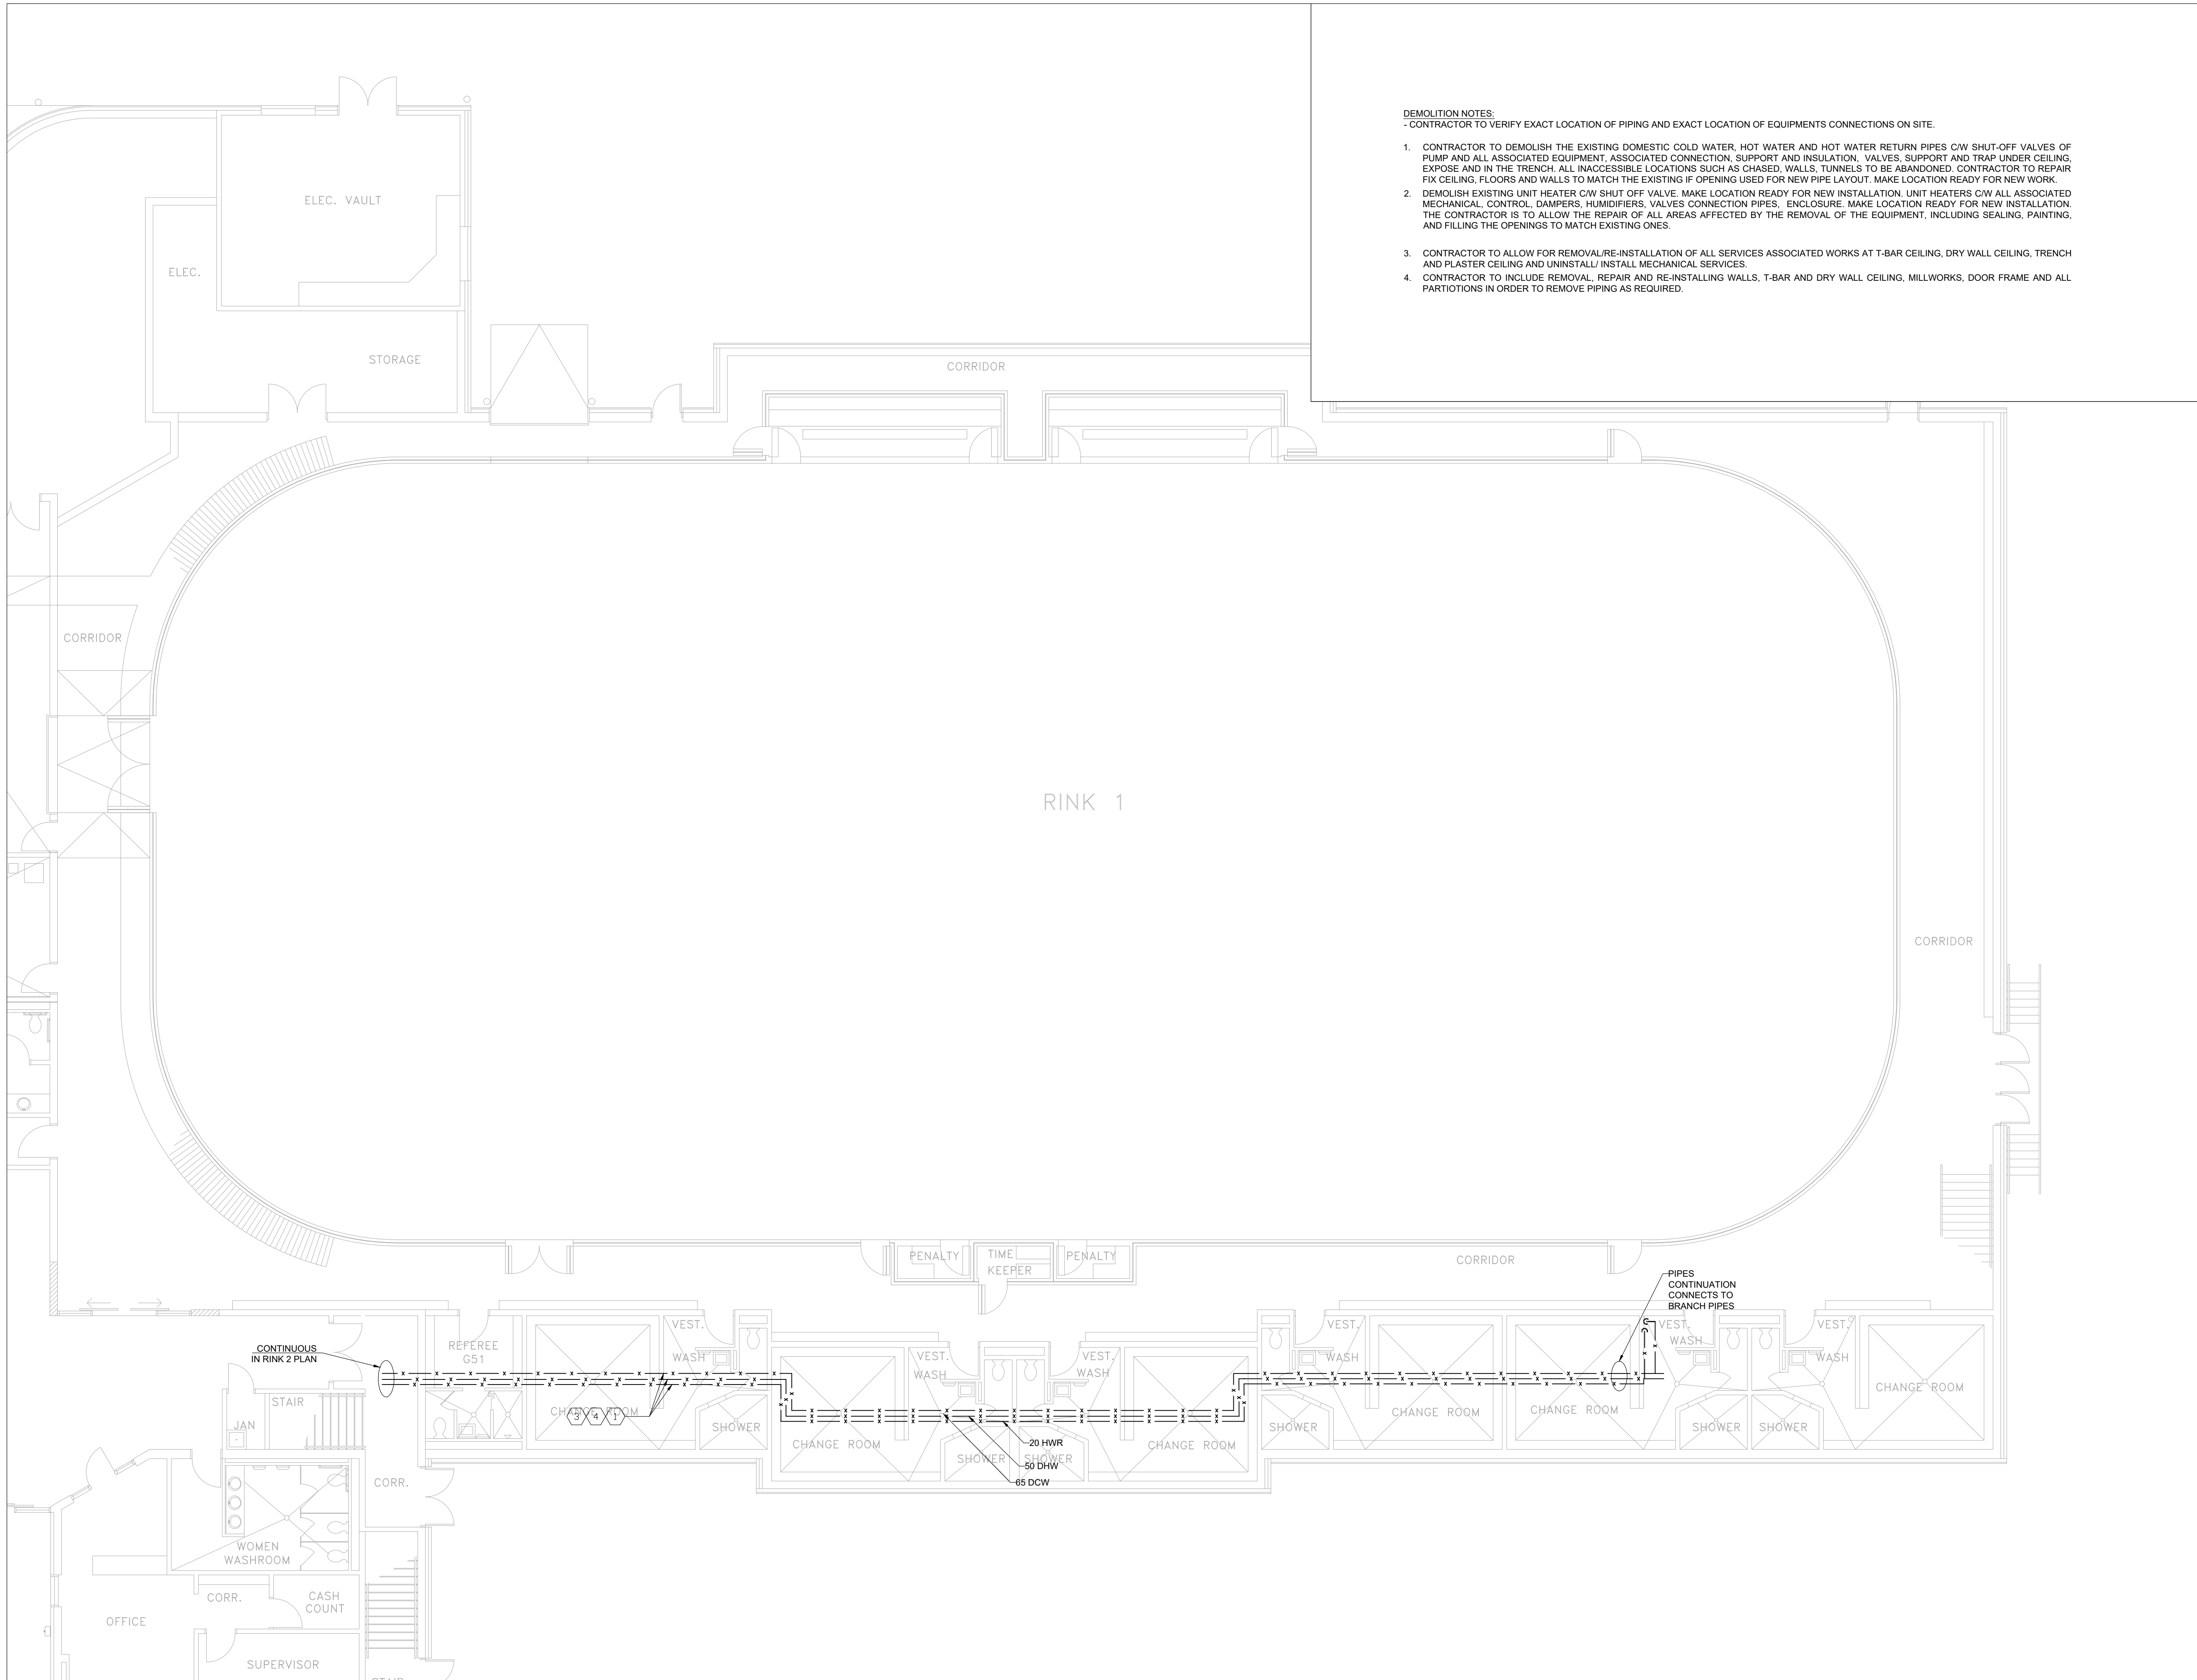 DEMOLITION NOTES:
- CONTRACTOR TO VERIFY EXACT LOCATION OF PIPING AND EXACT LOCATION OF EQUIPMENTS CONNECTIONS ON SITE.
1. CONTRACTOR TO DEMOLISH THE EXISTING DOMESTIC COLD WATER, HOT WATER AND HOT WATER RETURN PIPES C/W SHUT-OFF VALVES OF
PUMP AND ALL ASSOCIATED EQUIPMENT, ASSOCIATED CONNECTION, SUPPORT AND INSULATION, VALVES, SUPPORT AND TRAP UNDER CEILING,
EXPOSE AND IN THE TRENCH. ALL INACCESSIBLE LOCATIONS SUCH AS CHASED, WALLS, TUNNELS TO BE ABANDONED. CONTRACTOR TO REPAIR
FIX CEILING, FLOORS AND WALLS TO MATCH THE EXISTING IF OPENING USED FOR NEW PIPE LAYOUT. MAKE LOCATION READY FOR NEW WORK.
2. DEMOLISH EXISTING UNIT HEATER C/W SHUT OFF VALVE. MAKE LOCATION READY FOR NEW INSTALLATION. UNIT HEATERS C/W ALL ASSOCIATED
MECHANICAL, CONTROL, DAMPERS, HUMIDIFIERS, VALVES CONNECTION PIPES, ENCLOSURE. MAKE LOCATION READY FOR NEW INSTALLATION.
THE CONTRACTOR IS TO ALLOW THE REPAIR OF ALL AREAS AFFECTED BY THE REMOVAL OF THE EQUIPMENT, INCLUDING SEALING, PAINTING,
AND FILLING THE OPENINGS TO MATCH EXISTING ONES.
3. CONTRACTOR TO ALLOW FOR REMOVAL/RE-INSTALLATION OF ALL SERVICES ASSOCIATED WORKS AT T-BAR CEILING, DRY WALL CEILING, TRENCH
AND PLASTER CEILING AND UNINSTALL/ INSTALL MECHANICAL SERVICES.
4. CONTRACTOR TO INCLUDE REMOVAL, REPAIR AND RE-INSTALLING WALLS, T-BAR AND DRY WALL CEILING, MILLWORKS, DOOR FRAME AND ALL
PARTIOTIONS IN ORDER TO REMOVE PIPING AS REQUIRED.
ELEC. VAULT
ELEC.
STORAGE
CORRIDOR
CORRIDOR
RINK 1
CORRIDOR
PENALTY
TIME
KEEPER
PENALTY
CORRIDOR
PIPES
CONTINUATION
CONNECTS TO
BRANCH PIPES
CONTINUOUS
IN RINK 2 PLAN
REFEREE
G51
VEST.
WASH
CHANGE ROOM
3 4 1
SHOWER
CHANGE ROOM
VEST.
WASH
SHOWER
VEST.
WASH
SHOWER
CHANGE ROOM
20 HWR
50 DHW
65 DCW
VEST.
WASH
SHOWER
CHANGE ROOM
CHANGE ROOM
VEST.
WASH
SHOWER
SHOWER
VEST.
WASH
CHANGE ROOM
STAIR
JAN
CORR.
WOMEN
WASHROOM
CORR.
CASH
COUNT
OFFICE
SUPERVISOR
STAIR